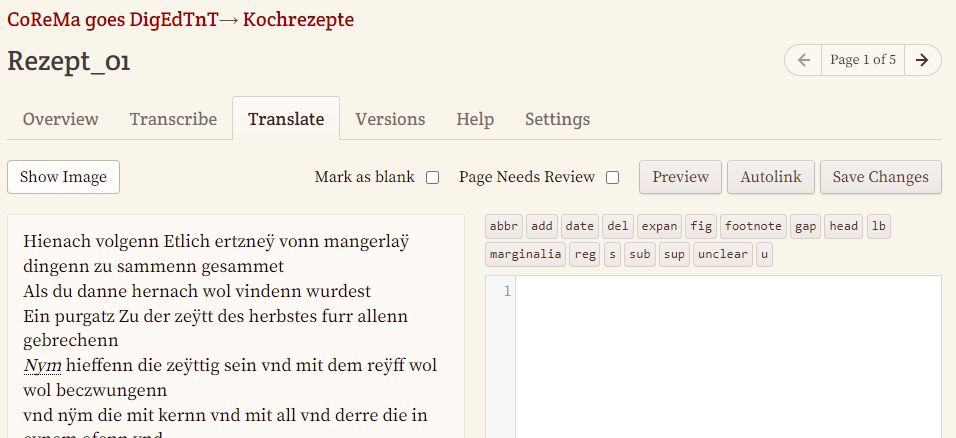 CoReMa goes DigEdTnT→ Kochrezepte
Rezept_01
Page 1 of 5
Overview Transcribe Translate Versions Help Settings
Show Image Mark as blank Page Needs Review Preview Autolink Save Changes
Hienach volgenn Etlich ertzneÿ vonn mangerlaÿ
dingenn zu sammenn gesammet
Als du danne hernach wol vindenn wurdest
Ein purgatz Zu der zeÿtt des herbstes furr allenn
gebrechenn
Nym hieffenn die zeÿttig sein vnd mit dem reÿff wol
wol beczwungenn
vnd nÿm die mit kernn vnd mit all vnd derre die in
eynem ofenn vnd
abbr add date del expan fig footnote gap head lb
marginalia reg s sub sup unclear u
1